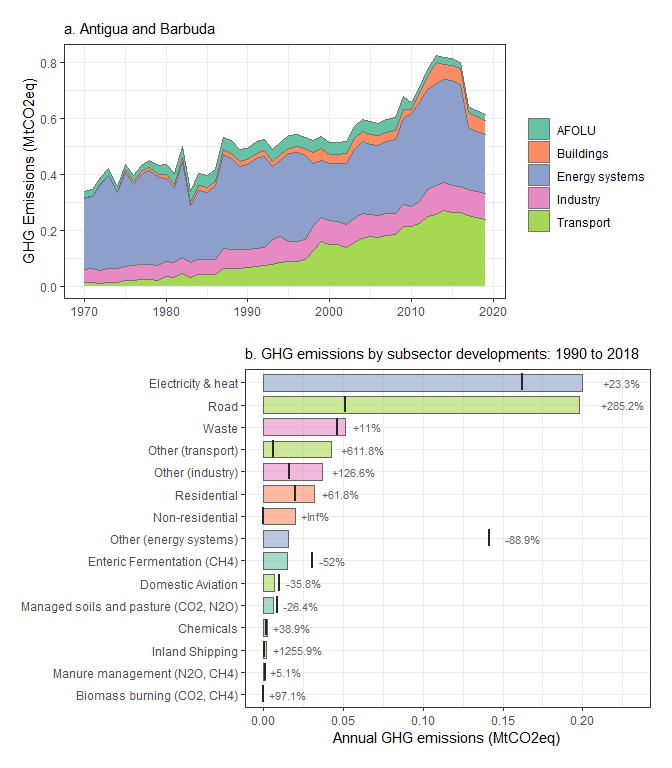 a. Antigua and Barbuda
GHG Emissions (MtCO2eq)
0.8
0.6
0.4
0.2
0.0
1970
1980
1990
2000
2010
2020
AFOLU
Buildings
Energy systems
Industry
Transport
b. GHG emissions by subsector developments: 1990 to 2018
Electricity & heat
+23.3%
Road
+285.2%
Waste
+11%
Other (transport)
+611.8%
Other (industry)
+126.6%
Residential
+61.8%
Non-residential
+Inf%
Other (energy systems)
-88.9%
Enteric Fermentation (CH4)
-52%
Domestic Aviation
-35.8%
Managed soils and pasture (CO2, N2O)
-26.4%
Chemicals
+38.9%
Inland Shipping
+1255.9%
Manure management (N2O, CH4)
+5.1%
Biomass burning (CO2, CH4)
+97.1%
0.00
0.05
0.10
0.15
0.20
Annual GHG emissions (MtCO2eq)